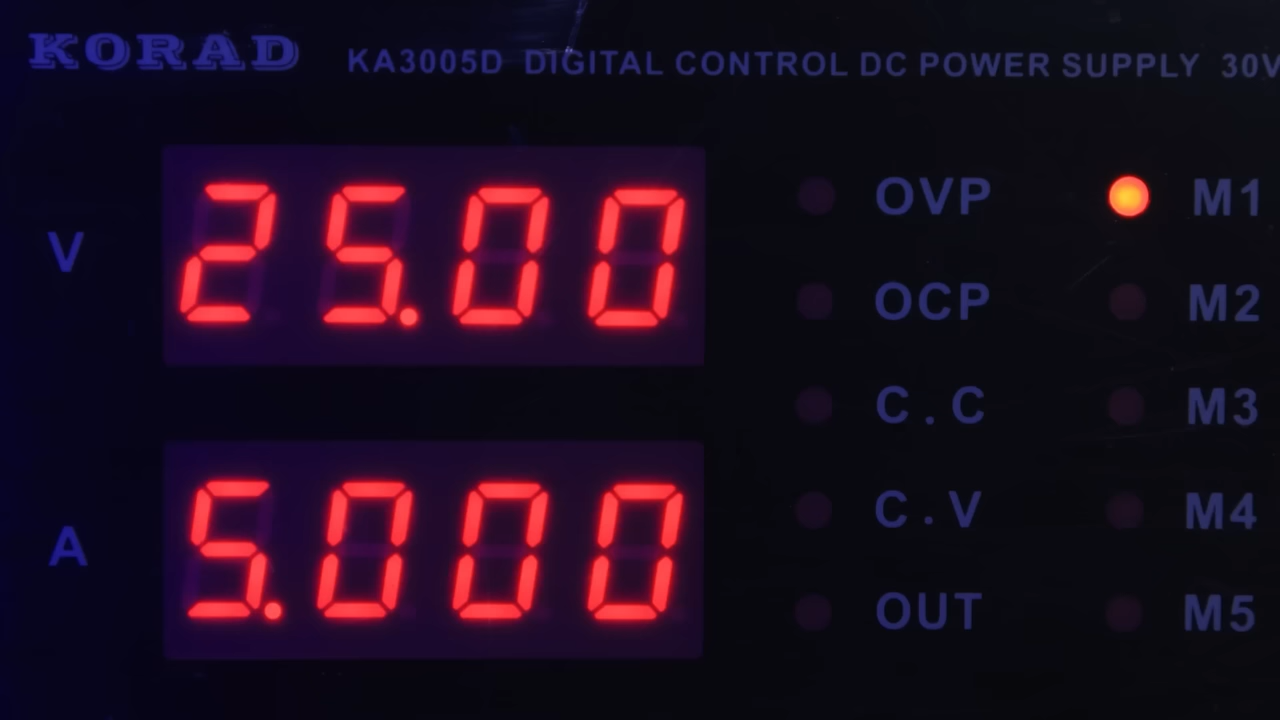 KORAD KA3005D DIGITAL CONTROL DC POWER SUPPLY 30V
V 25.00
A 5.000
OVP M1
OCP M2
C.C M3
C.V M4
OUT M5